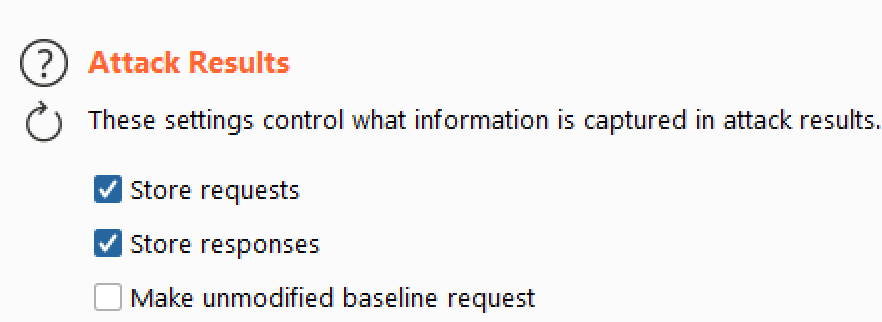 Attack Results
These settings control what information is captured in attack results.
Store requests
Store responses
Make unmodified baseline request